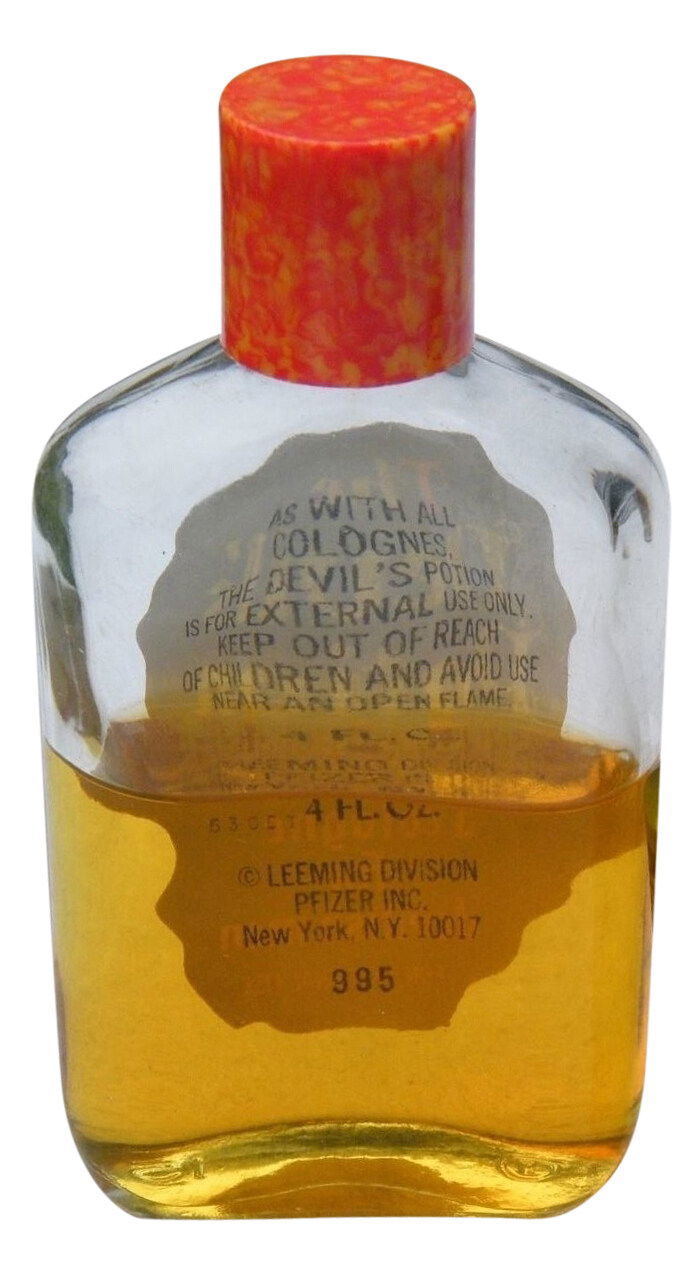 AS WITH ALL
COLOGNES,
THE DEVIL'S POTION
IS FOR EXTERNAL USE ONLY.
KEEP OUT OF REACH
OF CHILDREN AND AVOID USE
NEAR AN OPEN FLAME.
4 FL. OZ.
© LEEMING DIVISION
PFIZER INC.
New York, N.Y. 10017
995